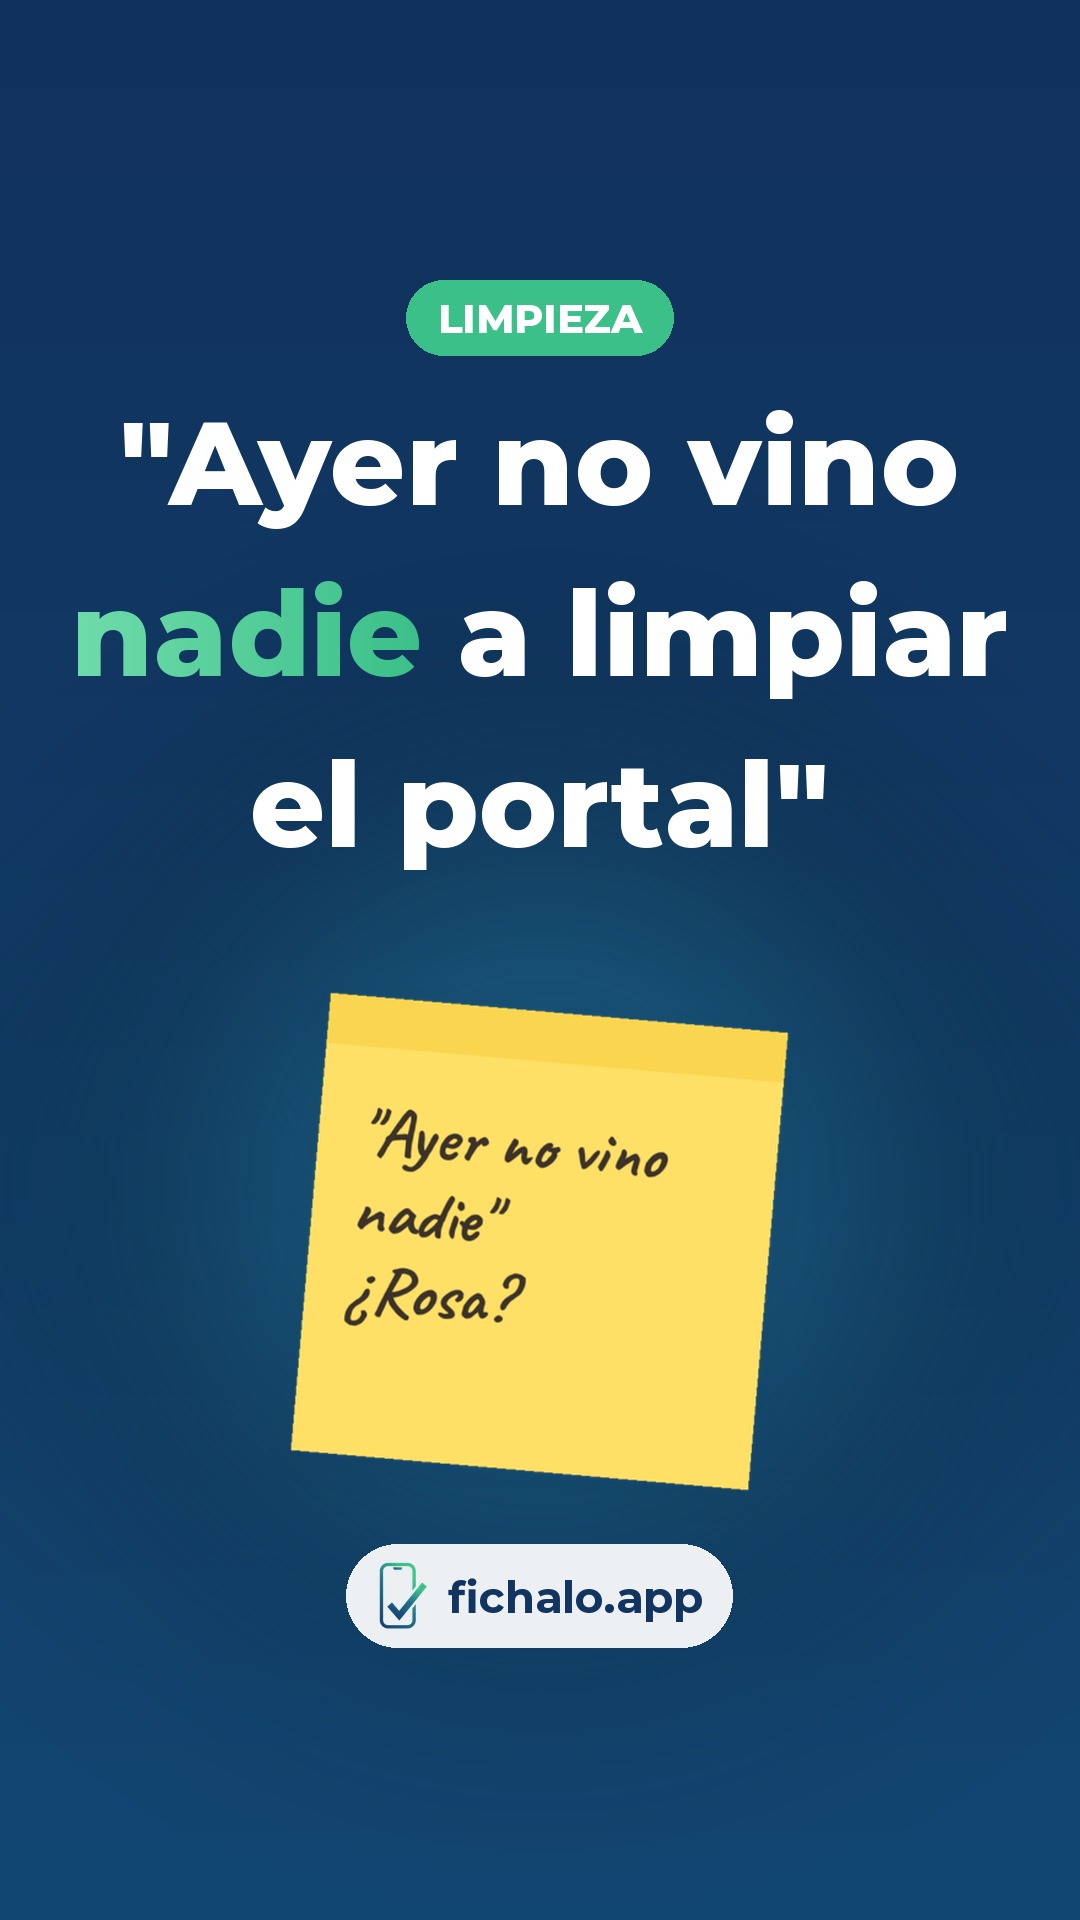 LIMPIEZA
"Ayer no vino
nadie a limpiar
el portal"
"Ayer no vino
nadie"
¿Rosa?
fichalo.app